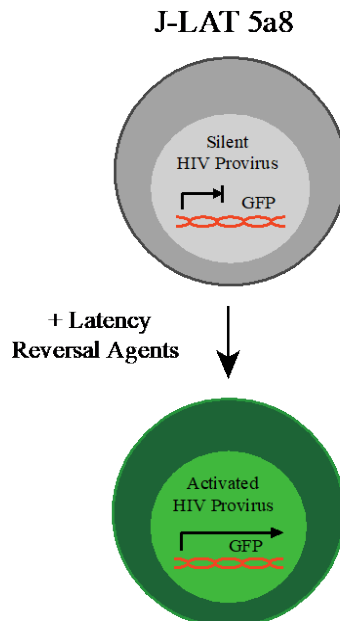 J-LAT 5a8
Silent
HIV Provirus
GFP
+ Latency
Reversal Agents
Activated
HIV Provirus
GFP